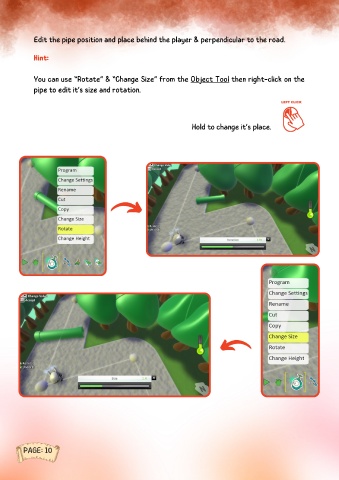 Edit the pipe position and place behind the player & perpendicular to the road.
Hint:
You can use "Rotate" & "Change Size" from the Object Tool then right-click on the
pipe to edit it's size and rotation.
LEFT CLICK
Hold to change it's place.
Program
Change Settings
Rename
Cut
Copy
Change Size
Rotate
Change Height
Program
Change Settings
Rename
Cut
Copy
Change Size
Rotate
Change Height
PAGE: 10